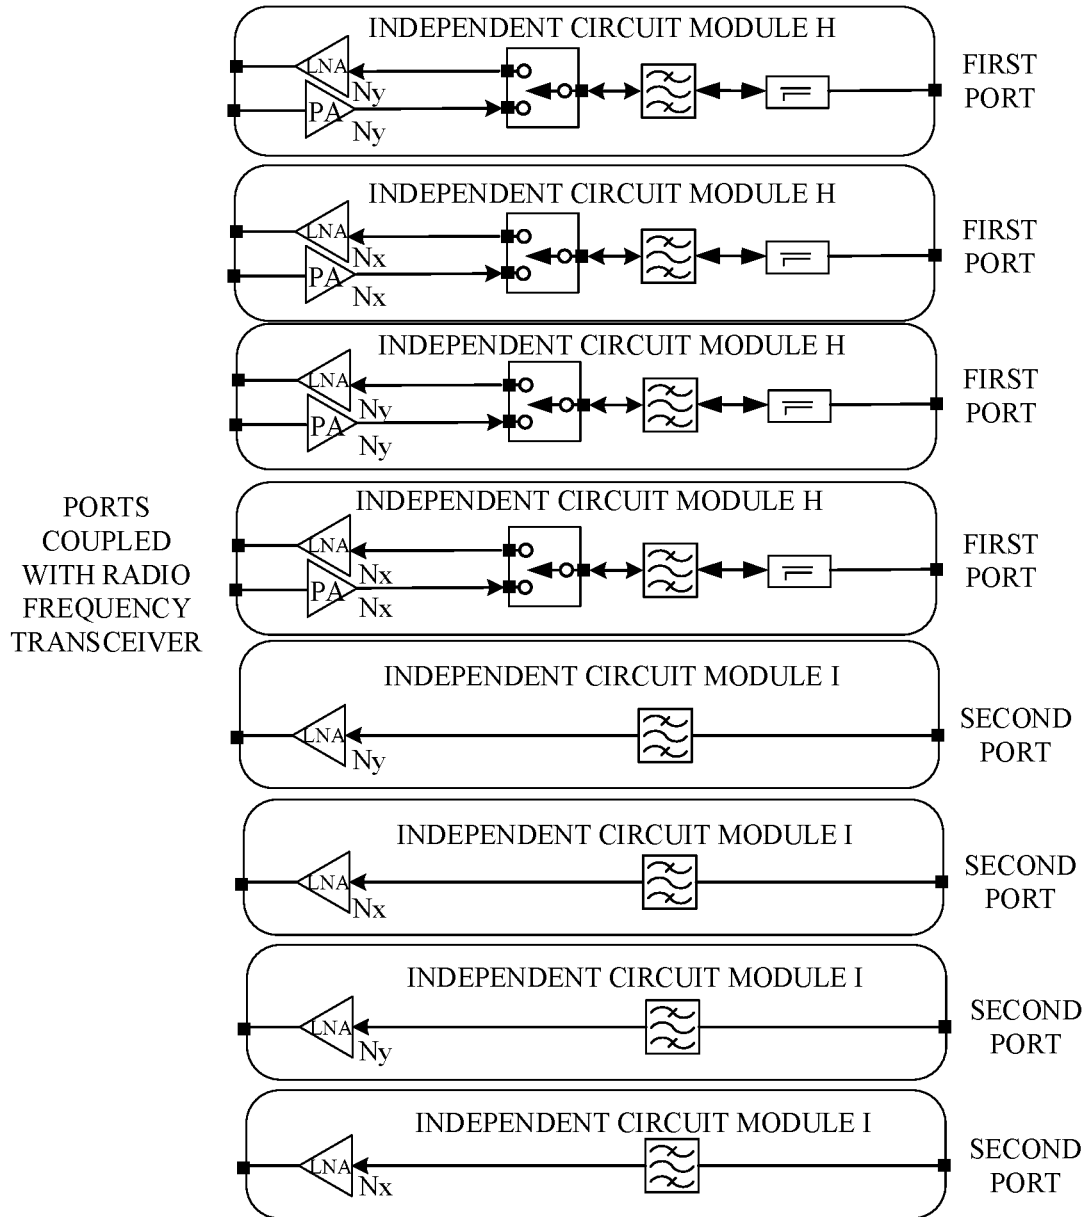 INDEPENDENT CIRCUIT MODULE H
LNA
Ny
PA
Ny
FIRST
PORT
INDEPENDENT CIRCUIT MODULE H
LNA
Nx
PA
Nx
FIRST
PORT
INDEPENDENT CIRCUIT MODULE H
LNA
Ny
PA
Ny
FIRST
PORT
INDEPENDENT CIRCUIT MODULE H
LNA
Nx
PA
Nx
FIRST
PORT
PORTS
COUPLED
WITH RADIO
FREQUENCY
TRANSCEIVER
INDEPENDENT CIRCUIT MODULE I
LNA
Ny
SECOND
PORT
INDEPENDENT CIRCUIT MODULE I
LNA
Nx
SECOND
PORT
INDEPENDENT CIRCUIT MODULE I
LNA
Ny
SECOND
PORT
INDEPENDENT CIRCUIT MODULE I
LNA
Nx
SECOND
PORT